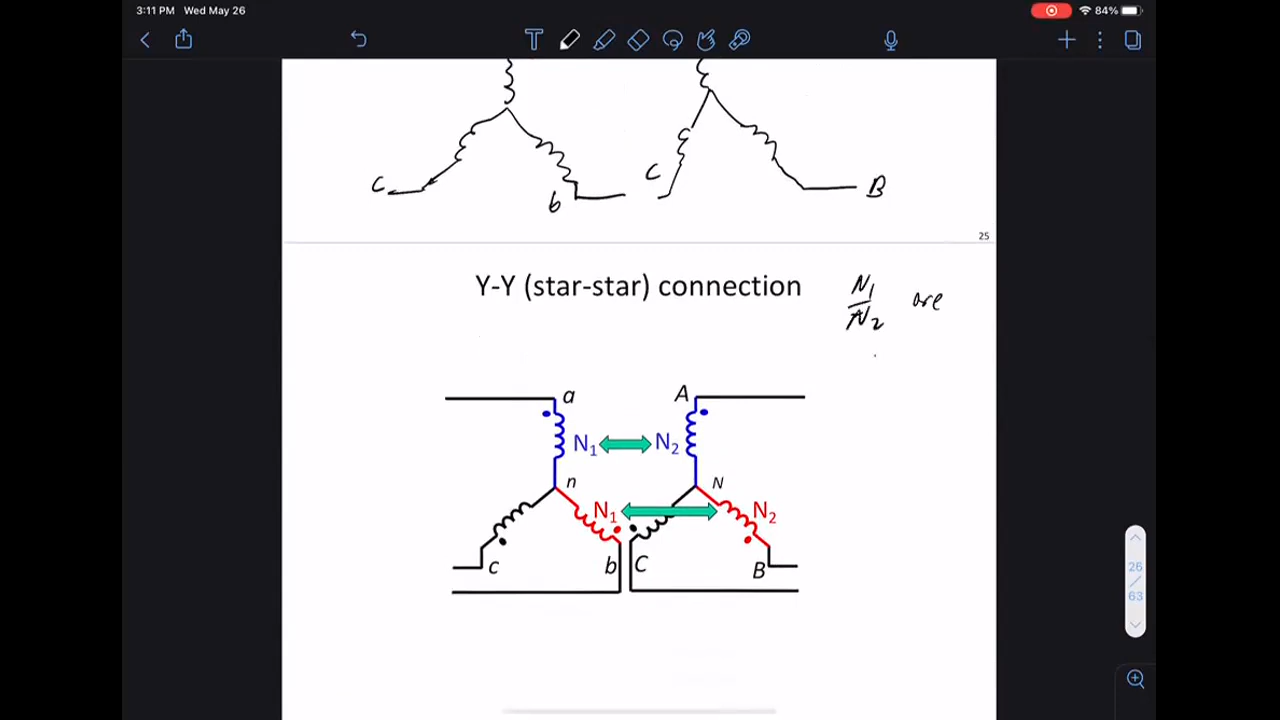 3:11 PM Wed May 26
84%
T
C
b
C
B
25
Y-Y (star-star) connection
N1
N2
are
a
A
N1
N2
n
N
N1
N2
c
b
C
B
26
63